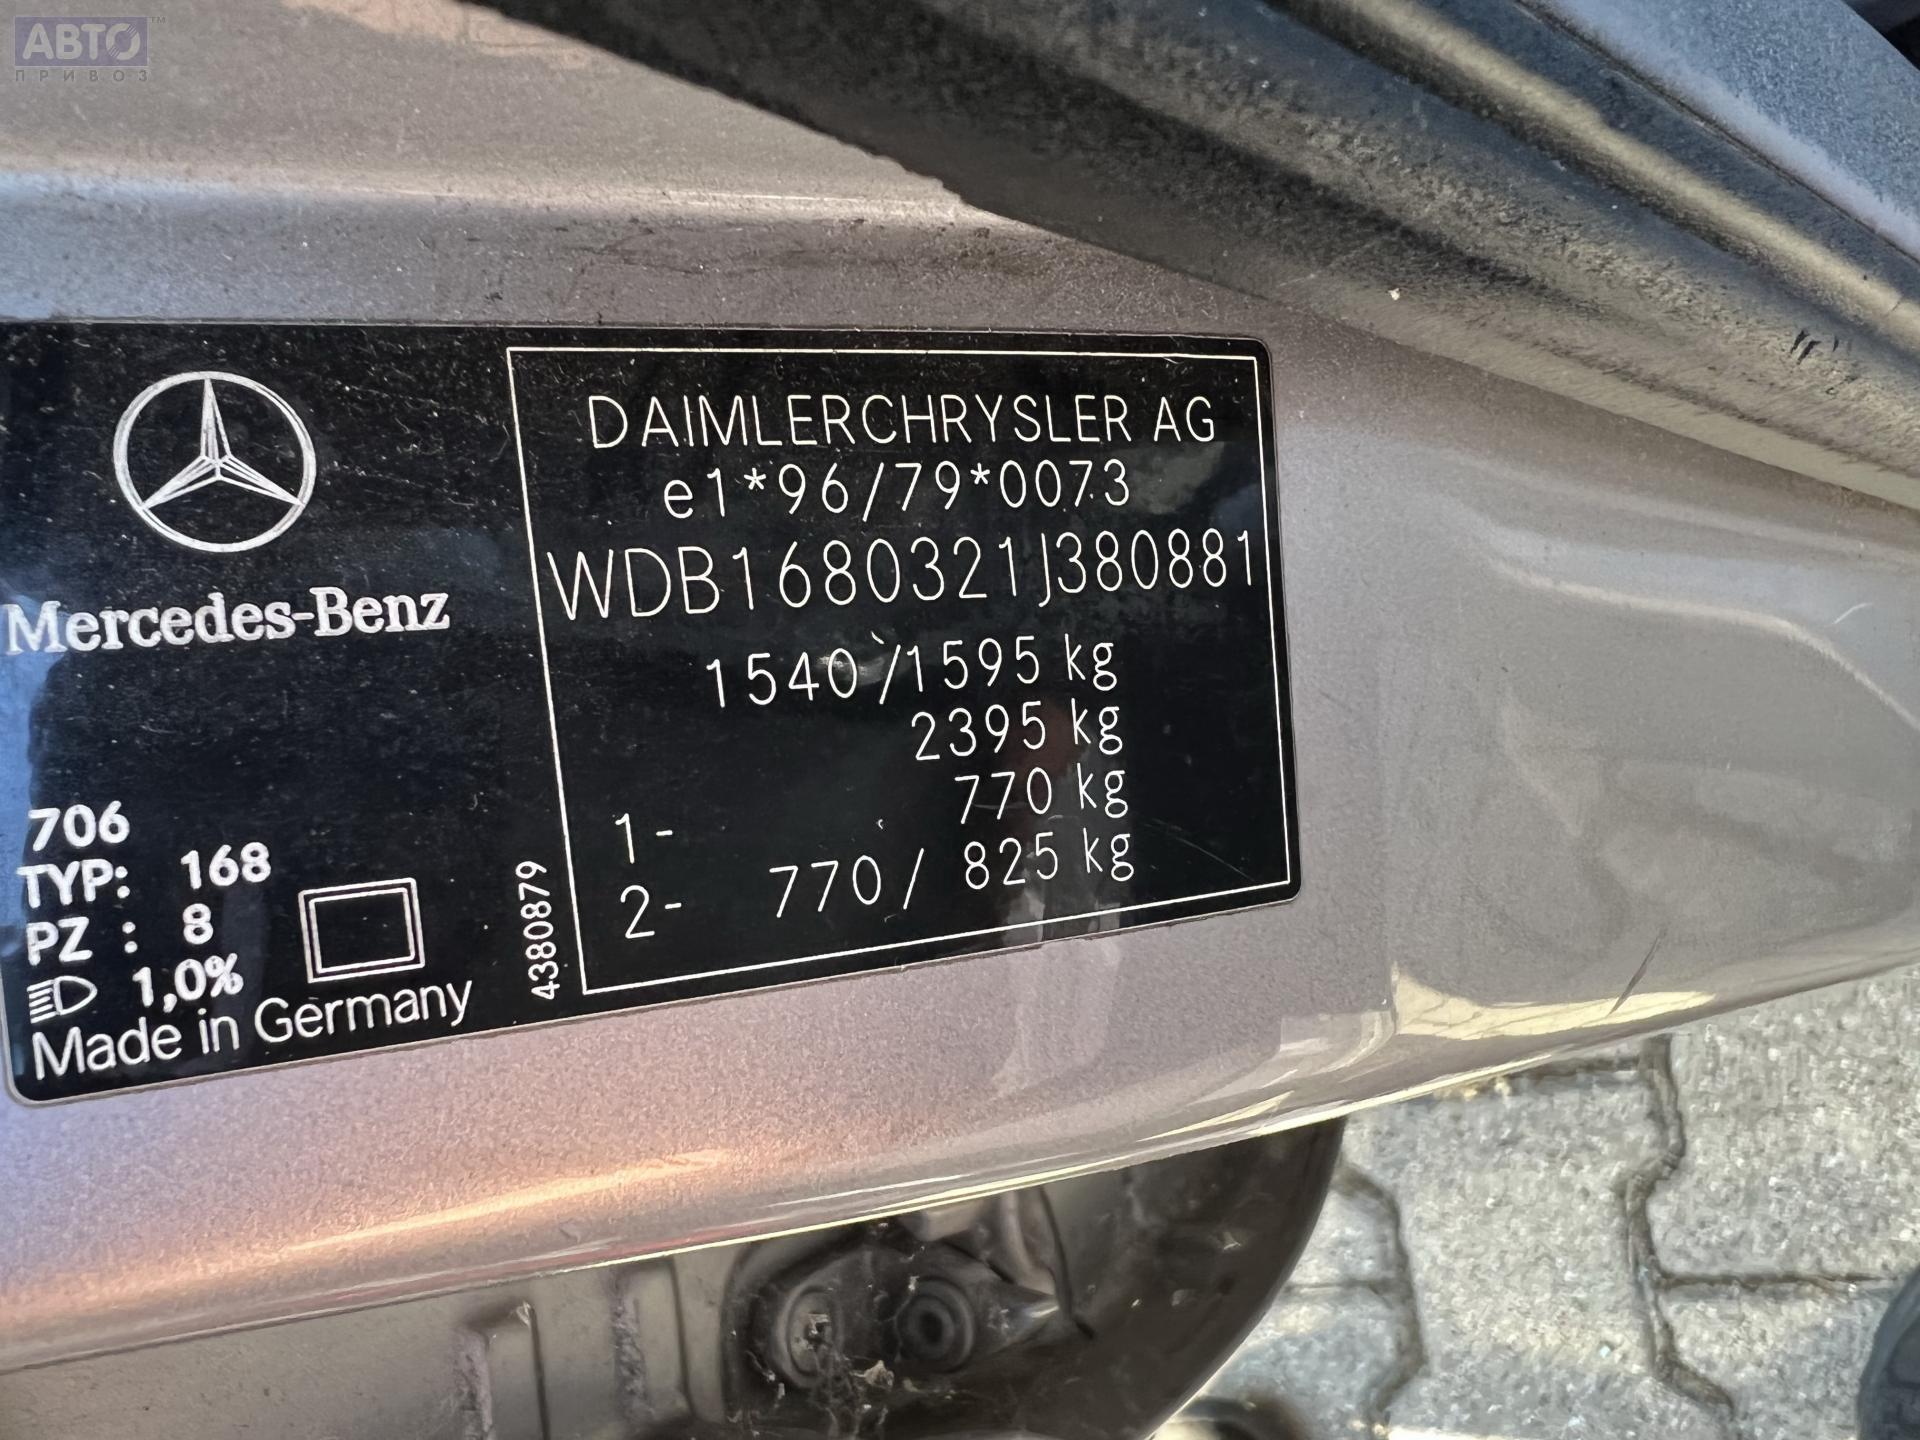 АВТО™
ПРИВОЗ
Mercedes-Benz
706
TYP: 168
PZ : 8
1,0%
Made in Germany
4380879
DAIMLERCHRYSLER AG
e1*96/79*0073
WDB1680321J380881
1540/1595 kg
2395 kg
1- 770 kg
2- 770/ 825 kg